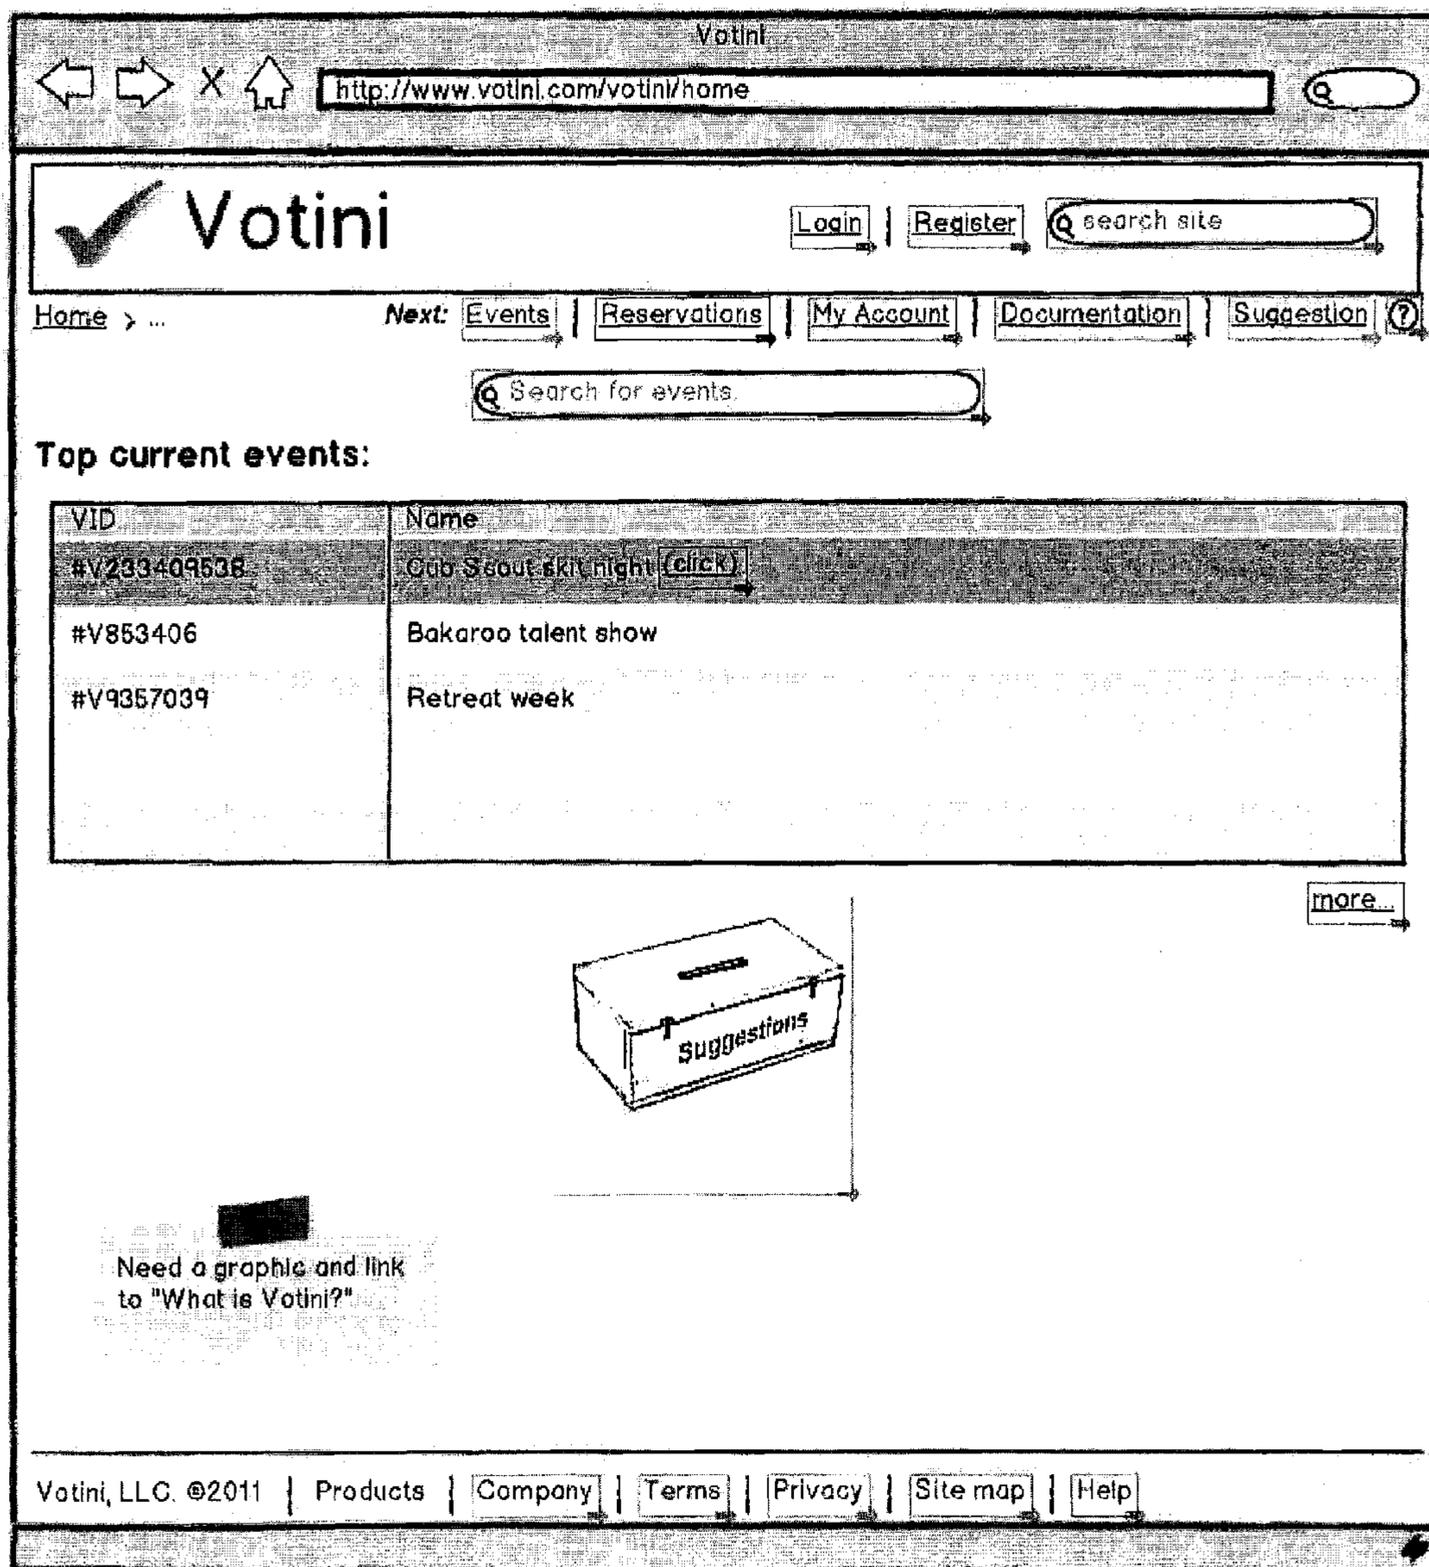 Votini
http://www.votini.com/votini/home
Votini
Login | Register search site
Home > ... Next: Events | Reservations | My Account | Documentation | Suggestion ?
Search for events.
Top current events:
VID Name
#V233409538 Cub Scout skit night (click)
#V853406 Bakaroo talent show
#V9357039 Retreat week
more...
Suggestions
Need a graphic and link
to "What is Votini?"
Votini, LLC. ©2011 | Products | Company | Terms | Privacy | Site map | Help